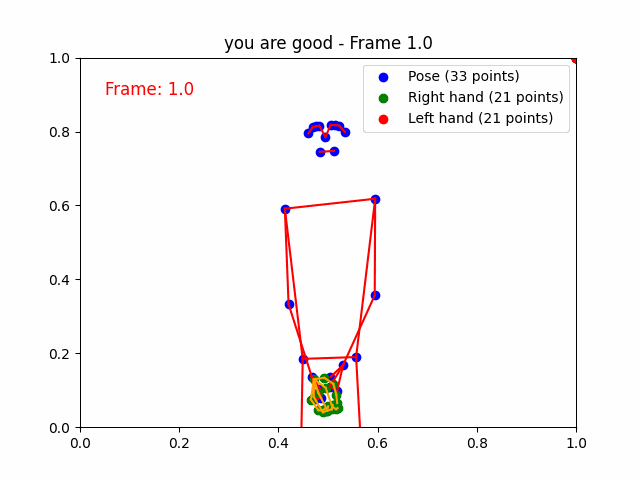 you are good - Frame 1.0
Frame: 1.0
Pose (33 points)
Right hand (21 points)
Left hand (21 points)
1.0
0.8
0.6
0.4
0.2
0.0
0.0 0.2 0.4 0.6 0.8 1.0